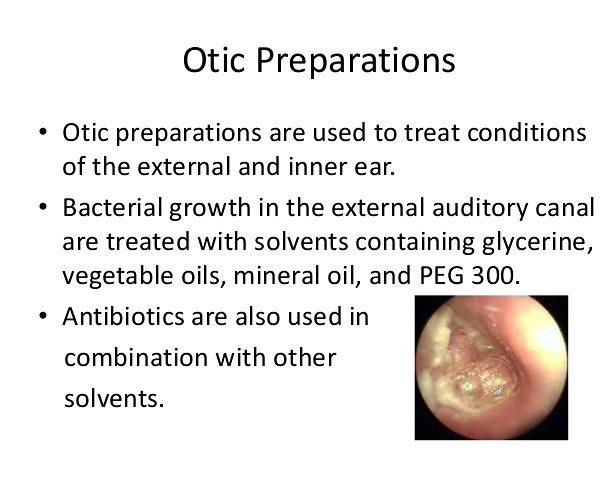 Otic Preparations
• Otic preparations are used to treat conditions
of the external and inner ear.
• Bacterial growth in the external auditory canal
are treated with solvents containing glycerine,
vegetable oils, mineral oil, and PEG 300.
• Antibiotics are also used in
combination with other
solvents.